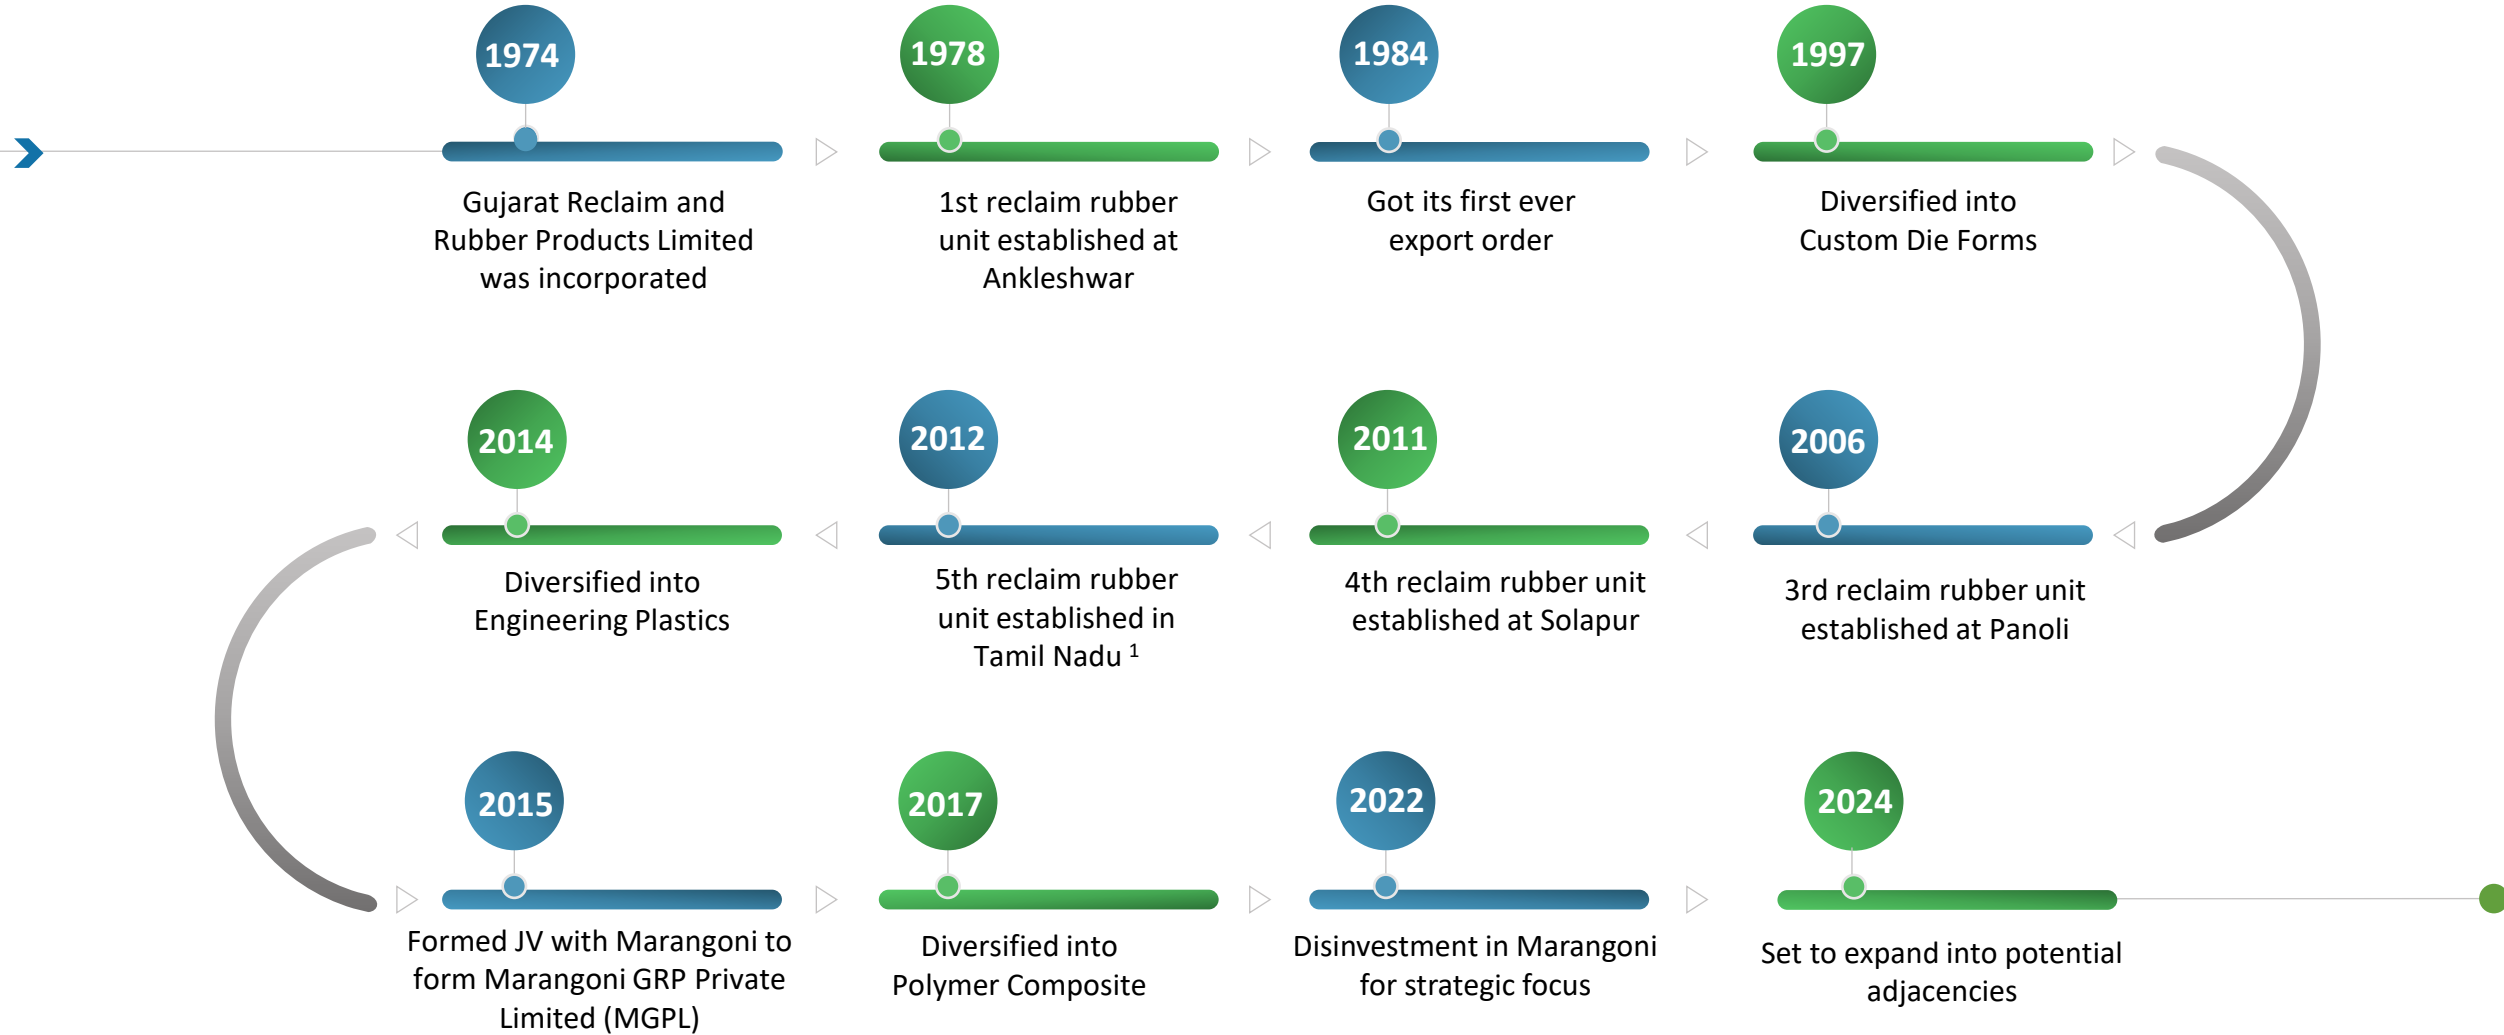 1974
Gujarat Reclaim and
Rubber Products Limited
was incorporated
1978
1st reclaim rubber
unit established at
Ankleshwar
1984
Got its first ever
export order
1997
Diversified into
Custom Die Forms
2006
3rd reclaim rubber unit
established at Panoli
2011
4th reclaim rubber unit
established at Solapur
2012
5th reclaim rubber
unit established in
Tamil Nadu ¹
2014
Diversified into
Engineering Plastics
2015
Formed JV with Marangoni to
form Marangoni GRP Private
Limited (MGPL)
2017
Diversified into
Polymer Composite
2022
Disinvestment in Marangoni
for strategic focus
2024
Set to expand into potential
adjacencies